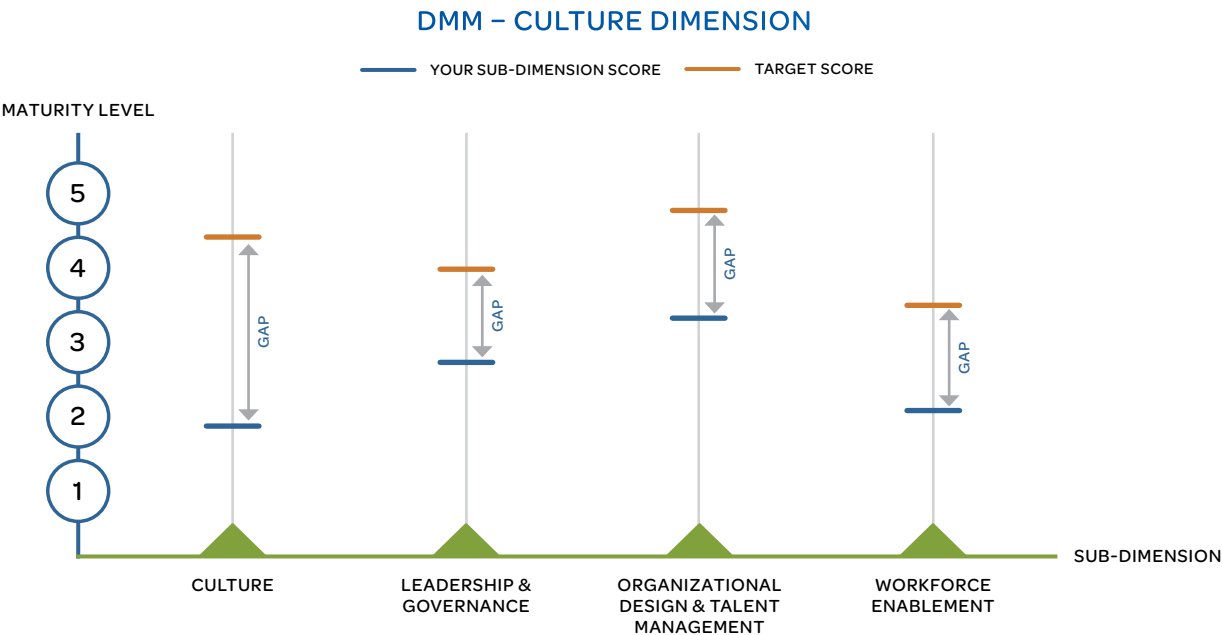 DMM – CULTURE DIMENSION
YOUR SUB-DIMENSION SCORE
TARGET SCORE
MATURITY LEVEL
5
4
3
2
1
GAP
GAP
GAP
GAP
SUB-DIMENSION
CULTURE
LEADERSHIP &
GOVERNANCE
ORGANIZATIONAL
DESIGN & TALENT
MANAGEMENT
WORKFORCE
ENABLEMENT